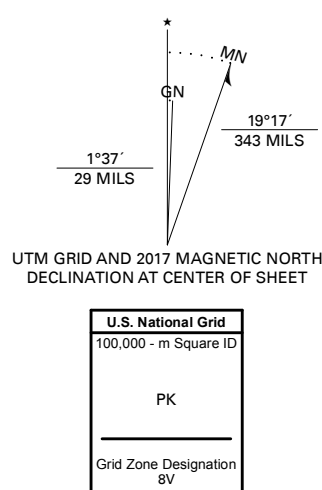 ★
MN
GN
19°17´
343 MILS
1°37´
29 MILS
UTM GRID AND 2017 MAGNETIC NORTH
DECLINATION AT CENTER OF SHEET
U.S. National Grid
100,000 - m Square ID
PK
Grid Zone Designation
8V